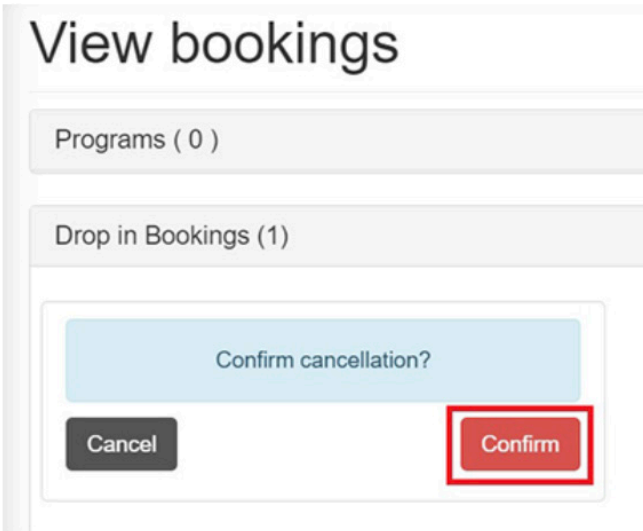 View bookings
Programs ( 0 )
Drop in Bookings (1)
Confirm cancellation?
Cancel Confirm